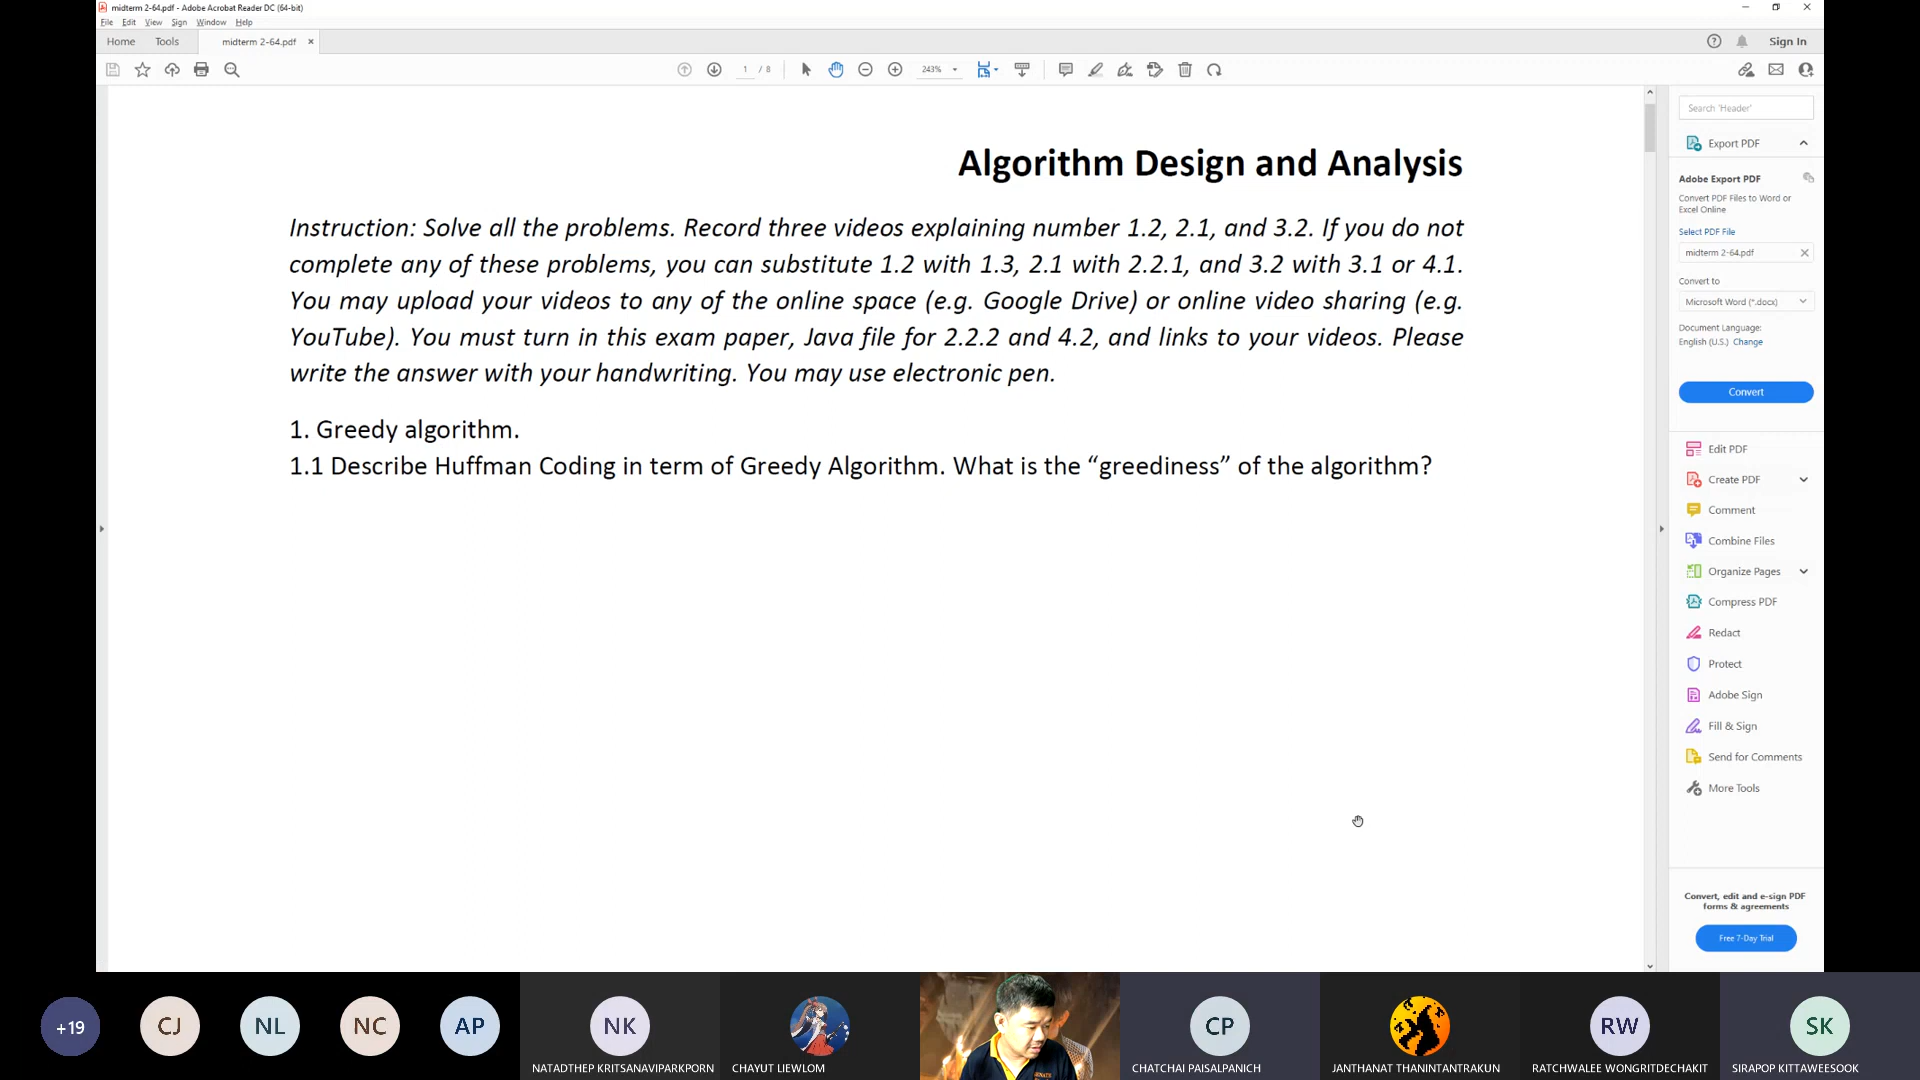 midterm 2-64.pdf - Adobe Acrobat Reader DC (64-bit)
File Edit View Sign Window Help
Home Tools midterm 2-64.pdf × Sign In
1 / 8 243%
Algorithm Design and Analysis
Instruction: Solve all the problems. Record three videos explaining number 1.2, 2.1, and 3.2. If you do not
complete any of these problems, you can substitute 1.2 with 1.3, 2.1 with 2.2.1, and 3.2 with 3.1 or 4.1.
You may upload your videos to any of the online space (e.g. Google Drive) or online video sharing (e.g.
YouTube). You must turn in this exam paper, Java file for 2.2.2 and 4.2, and links to your videos. Please
write the answer with your handwriting. You may use electronic pen.
1. Greedy algorithm.
1.1 Describe Huffman Coding in term of Greedy Algorithm. What is the “greediness” of the algorithm?
Search 'Header'
Export PDF
Adobe Export PDF
Convert PDF Files to Word or
Excel Online
Select PDF File
midterm 2-64.pdf
Convert to
Microsoft Word (*.docx)
Document Language:
English (U.S.) Change
Convert
Edit PDF
Create PDF
Comment
Combine Files
Organize Pages
Compress PDF
Redact
Protect
Adobe Sign
Fill & Sign
Send for Comments
More Tools
Convert, edit and e-sign PDF
forms & agreements
Free 7-Day Trial
+19 CJ NL NC AP NK CP RW SK
NATADTHEP KRITSANAVIPARKPORN CHAYUT LIEWLOM CHATCHAI PAISALPANICH JANTHANAT THANINTANTRAKUN RATCHWALEE WONGRITDECHAKIT SIRAPOP KITTAWEESOOK